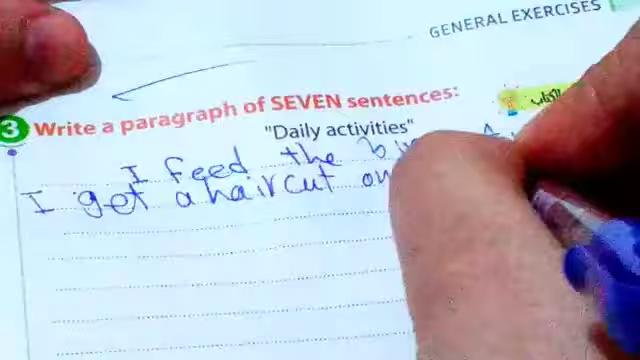 GENERAL EXERCISES
3 Write a paragraph of SEVEN sentences:
"Daily activities"
I feed the
I get a haircut on